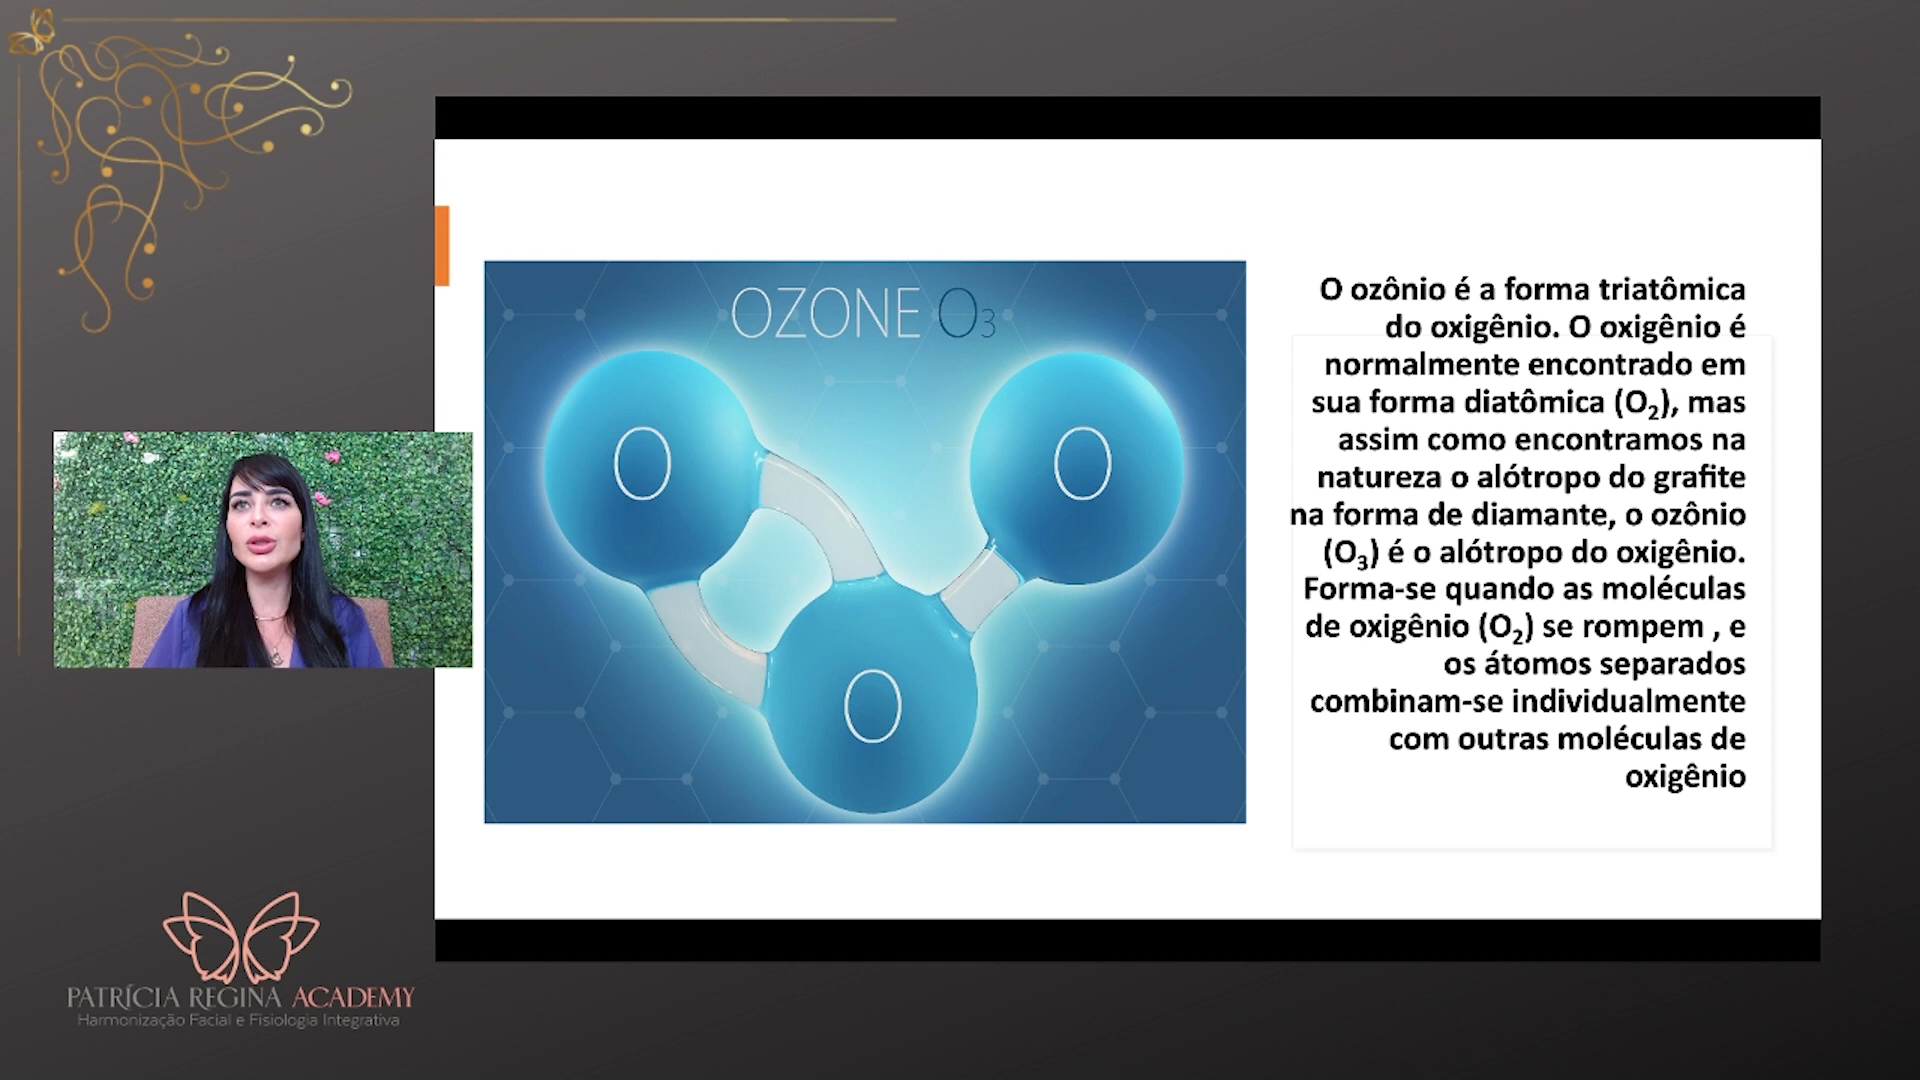 OZONE O₃
O
O
O
O ozônio é a forma triatômica
do oxigênio. O oxigênio é
normalmente encontrado em
sua forma diatômica (O₂), mas
assim como encontramos na
natureza o alótropo do grafite
na forma de diamante, o ozônio
(O₃) é o alótropo do oxigênio.
Forma-se quando as moléculas
de oxigênio (O₂) se rompem , e
os átomos separados
combinam-se individualmente
com outras moléculas de
oxigênio
PATRÍCIA REGINA ACADEMY
Harmonização Facial e Fisiologia Integrativa